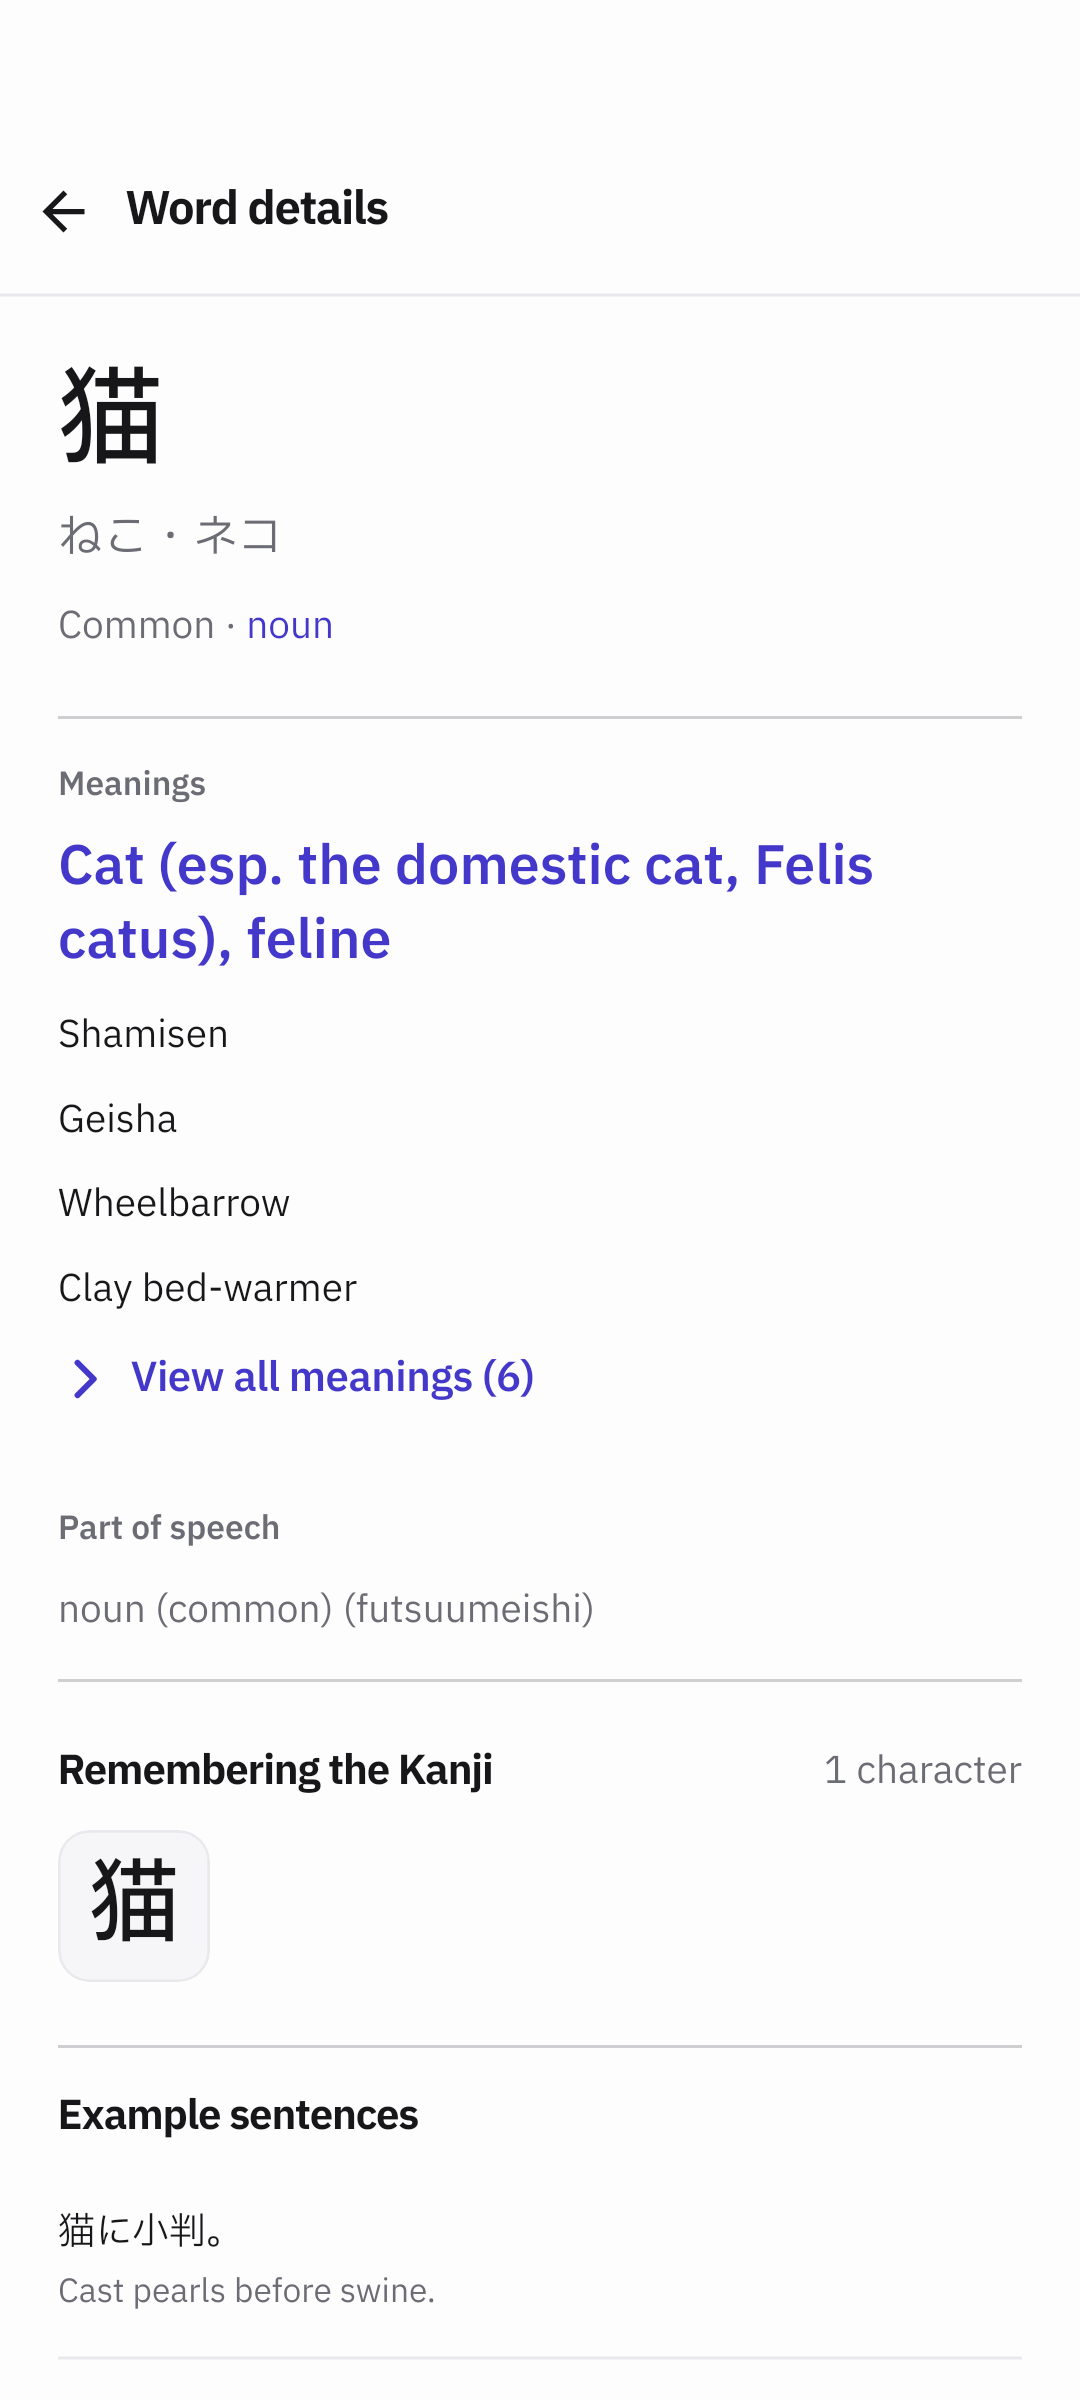 Word details
猫
ねこ・ネコ
Common · noun
Meanings
Cat (esp. the domestic cat, Felis
catus), feline
Shamisen
Geisha
Wheelbarrow
Clay bed-warmer
View all meanings (6)
Part of speech
noun (common) (futsuumeishi)
Remembering the Kanji 1 character
猫
Example sentences
猫に小判。
Cast pearls before swine.